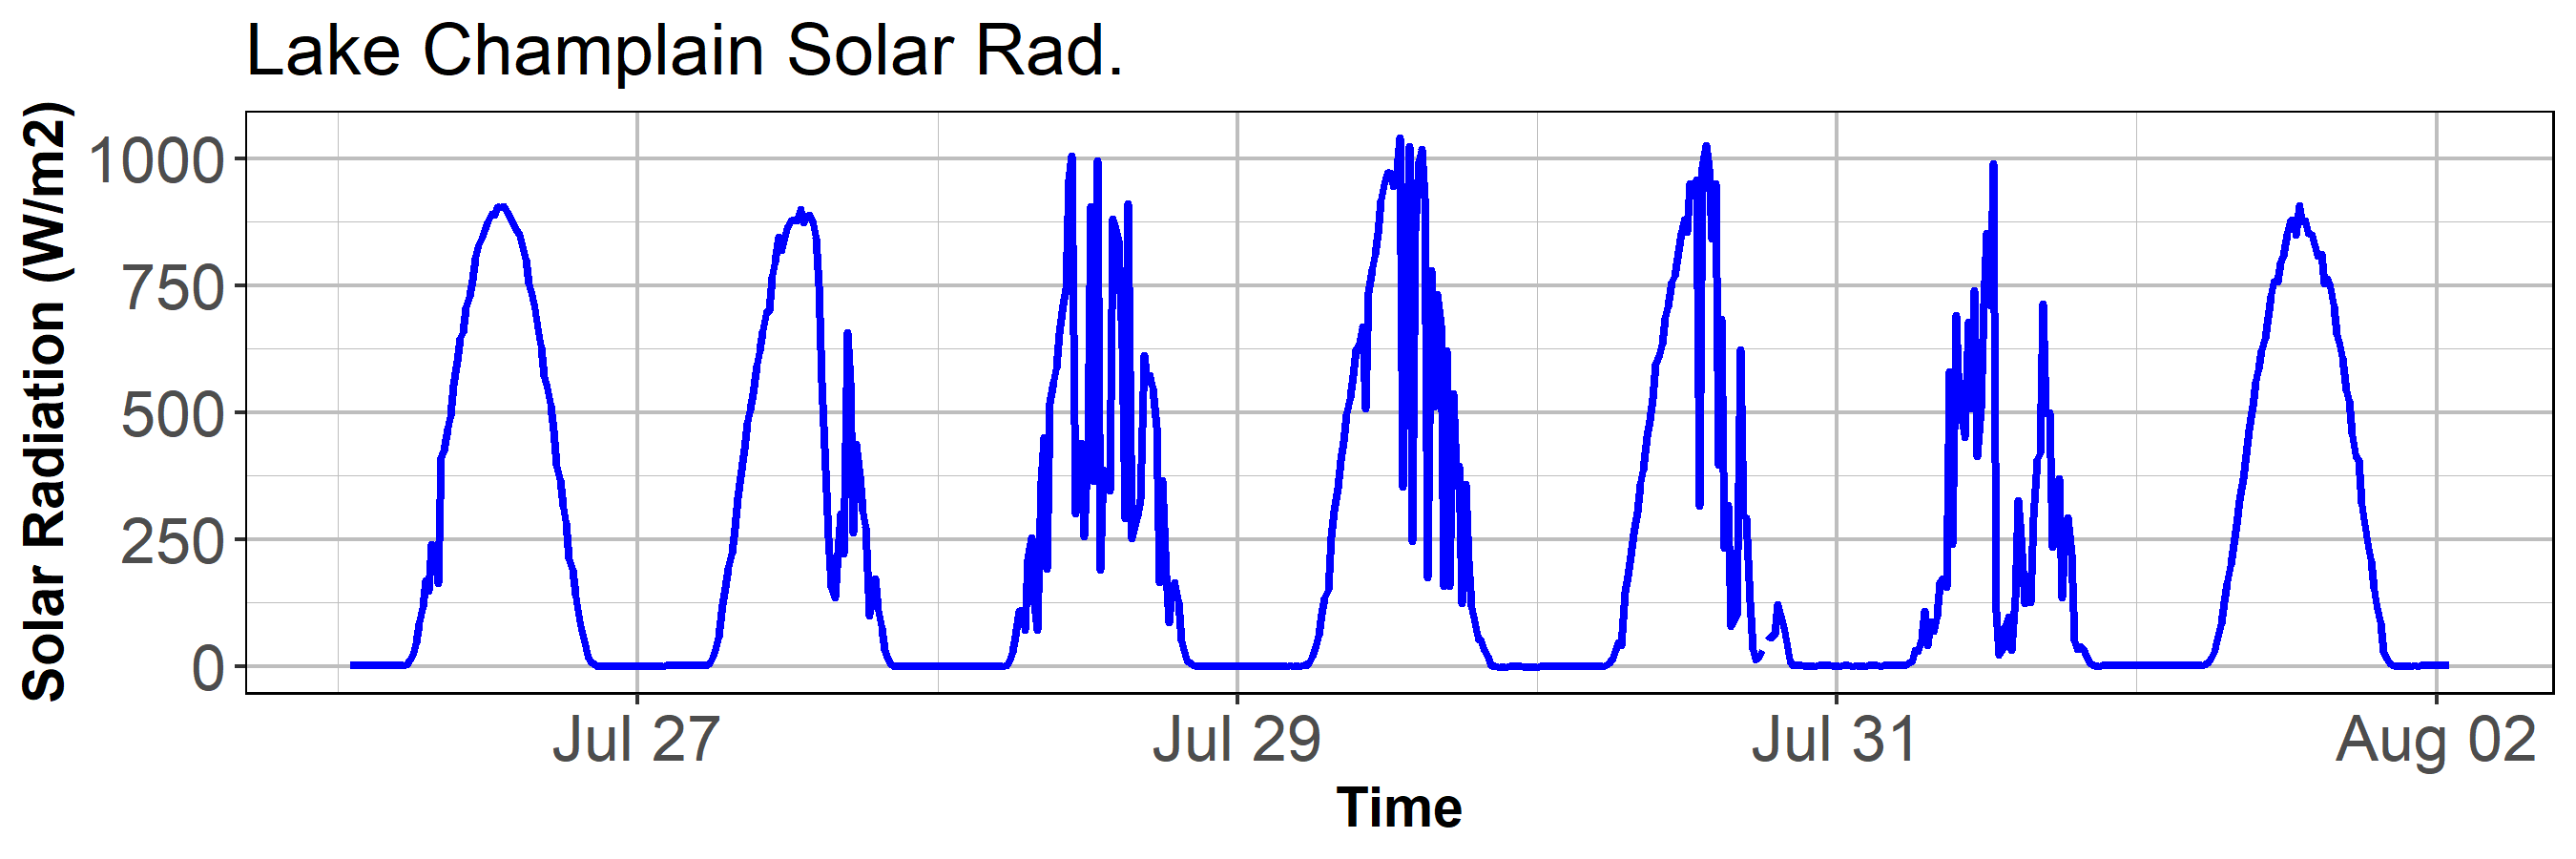 Lake Champlain Solar Rad.
Solar Radiation (W/m2)
1000
750
500
250
0
Jul 27
Jul 29
Jul 31
Aug 02
Time